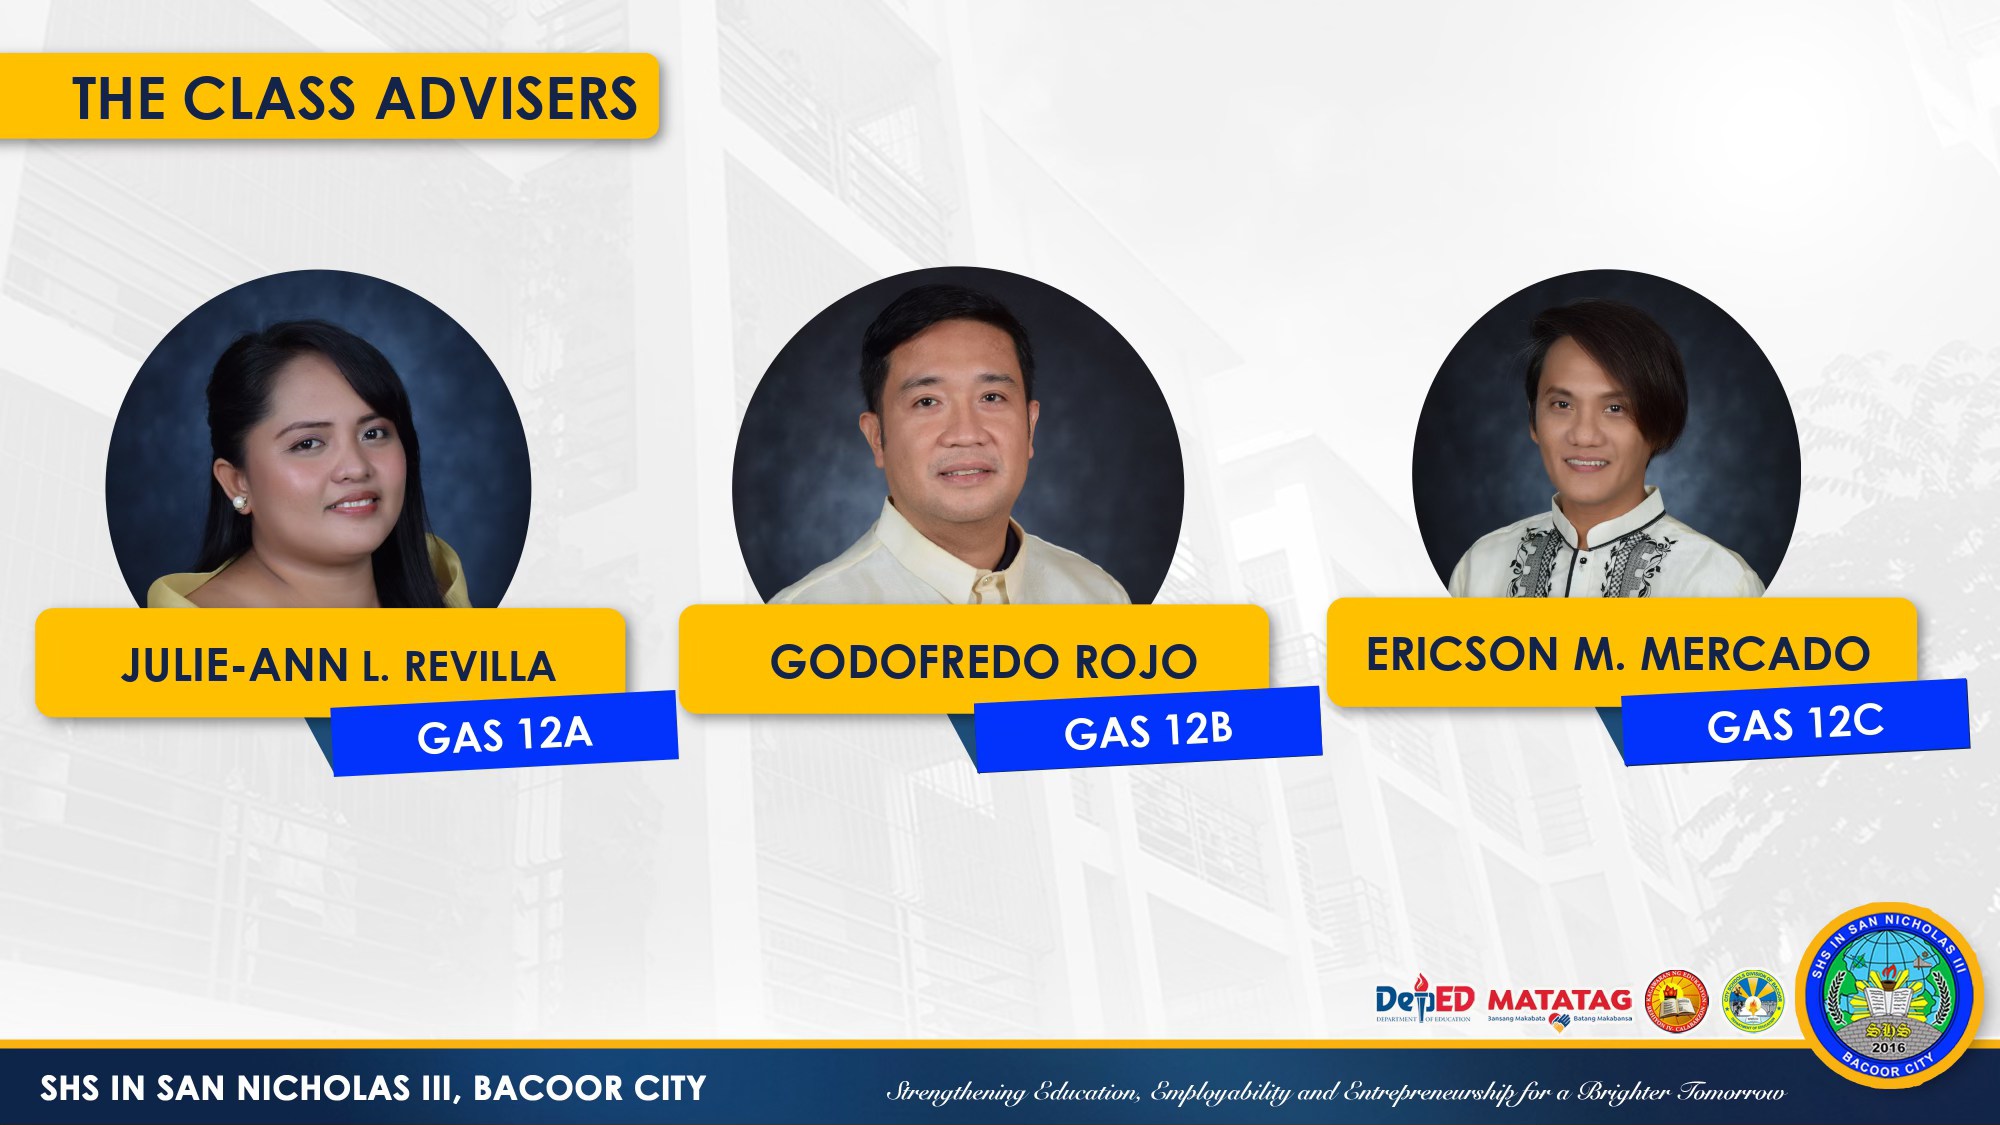 THE CLASS ADVISERS
JULIE-ANN L. REVILLA
GAS 12A
GODOFREDO ROJO
GAS 12B
ERICSON M. MERCADO
GAS 12C
DepED
DEPARTMENT OF EDUCATION
MATATAG
Bansang Makabata
Batang Makabansa
SHS IN SAN NICHOLAS III
SHS
2016
BACOOR CITY
SHS IN SAN NICHOLAS III, BACOOR CITY
Strengthening Education, Employability and Entrepreneurship for a Brighter Tomorrow